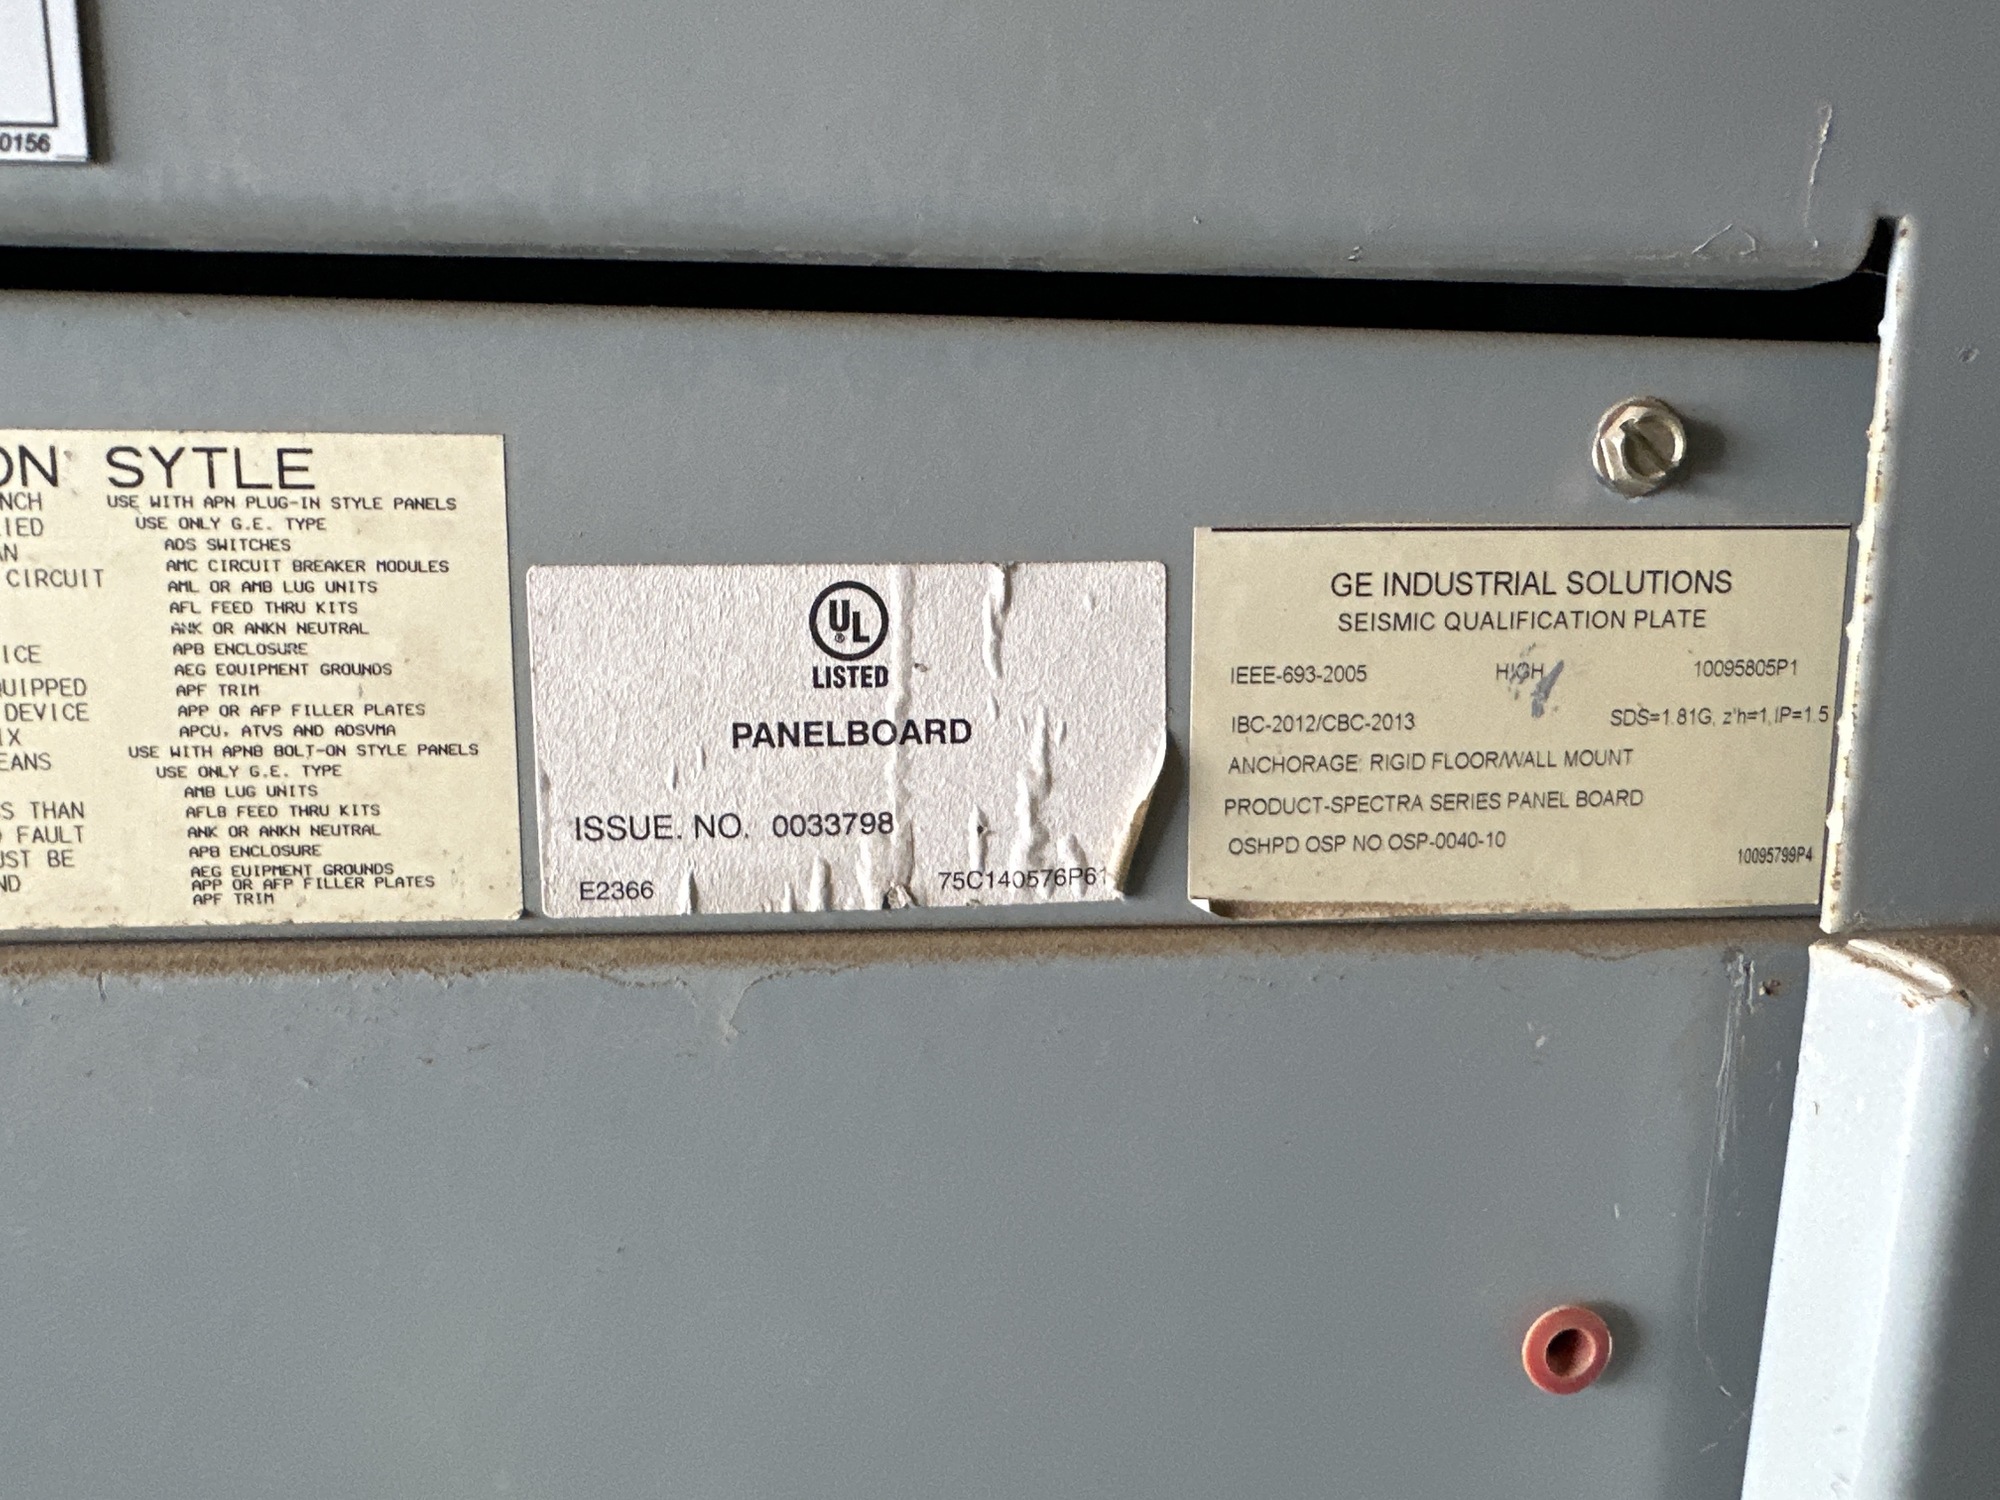 0156
ON SYTLE
NCH
IED
AN
CIRCUIT
ICE
UIPPED
DEVICE
IX
EANS
S THAN
FAULT
UST BE
ND
USE WITH APN PLUG-IN STYLE PANELS
USE ONLY G.E. TYPE
ADS SWITCHES
AMC CIRCUIT BREAKER MODULES
AML OR AMB LUG UNITS
AFL FEED THRU KITS
ANK OR ANKN NEUTRAL
APB ENCLOSURE
AEG EQUIPMENT GROUNDS
APF TRIM
APP OR AFP FILLER PLATES
APCU, ATVS AND ADSVMA
USE WITH APNB BOLT-ON STYLE PANELS
USE ONLY G.E. TYPE
AMB LUG UNITS
AFLB FEED THRU KITS
ANK OR ANKN NEUTRAL
APB ENCLOSURE
AEG EUIPMENT GROUNDS
APP OR AFP FILLER PLATES
APF TRIM
UL
LISTED
PANELBOARD
ISSUE. NO. 0033798
E2366 75C140576P61
GE INDUSTRIAL SOLUTIONS
SEISMIC QUALIFICATION PLATE
IEEE-693-2005 HIGH 10095805P1
IBC-2012/CBC-2013 SDS=1.81G, z'h=1, IP=1.5
ANCHORAGE: RIGID FLOOR/WALL MOUNT
PRODUCT-SPECTRA SERIES PANEL BOARD
OSHPD OSP NO OSP-0040-10
10095799P4